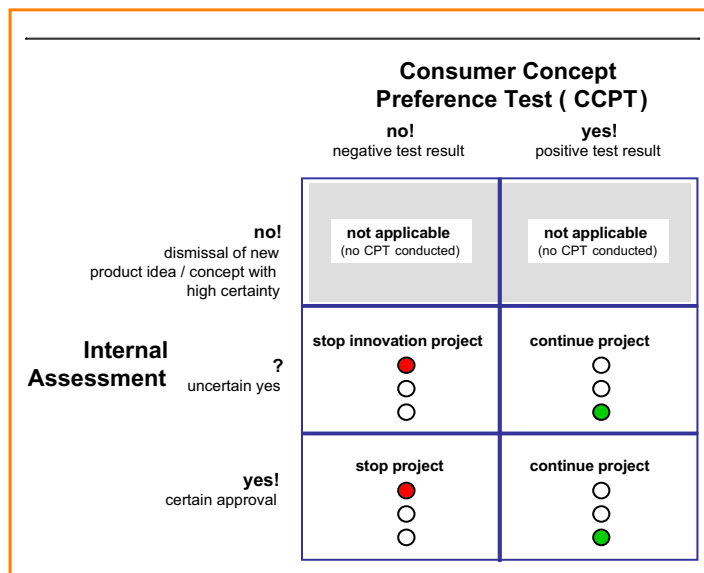 Consumer Concept
Preference Test ( CCPT)
no!
negative test result
yes!
positive test result
no!
dismissal of new
product idea / concept with
high certainty
not applicable
(no CPT conducted)
not applicable
(no CPT conducted)
Internal
Assessment
?
uncertain yes
stop innovation project
continue project
yes!
certain approval
stop project
continue project